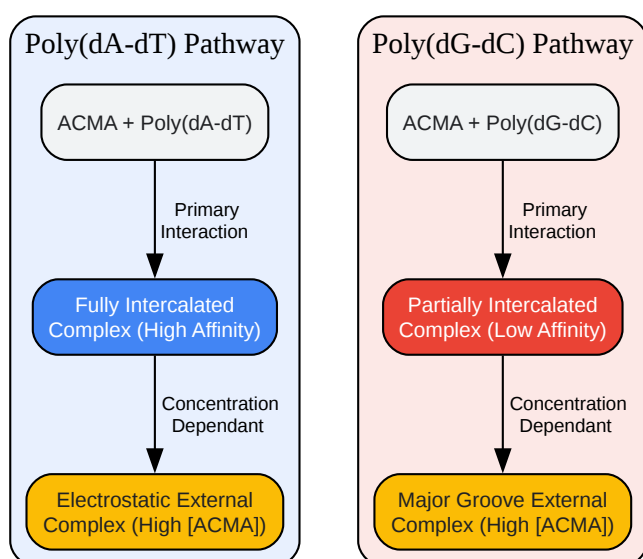 Poly(dA-dT) Pathway
ACMA + Poly(dA-dT)
Primary
Interaction
Fully Intercalated
Complex (High Affinity)
Concentration
Dependant
Electrostatic External
Complex (High [ACMA])
Poly(dG-dC) Pathway
ACMA + Poly(dG-dC)
Primary
Interaction
Partially Intercalated
Complex (Low Affinity)
Concentration
Dependant
Major Groove External
Complex (High [ACMA])